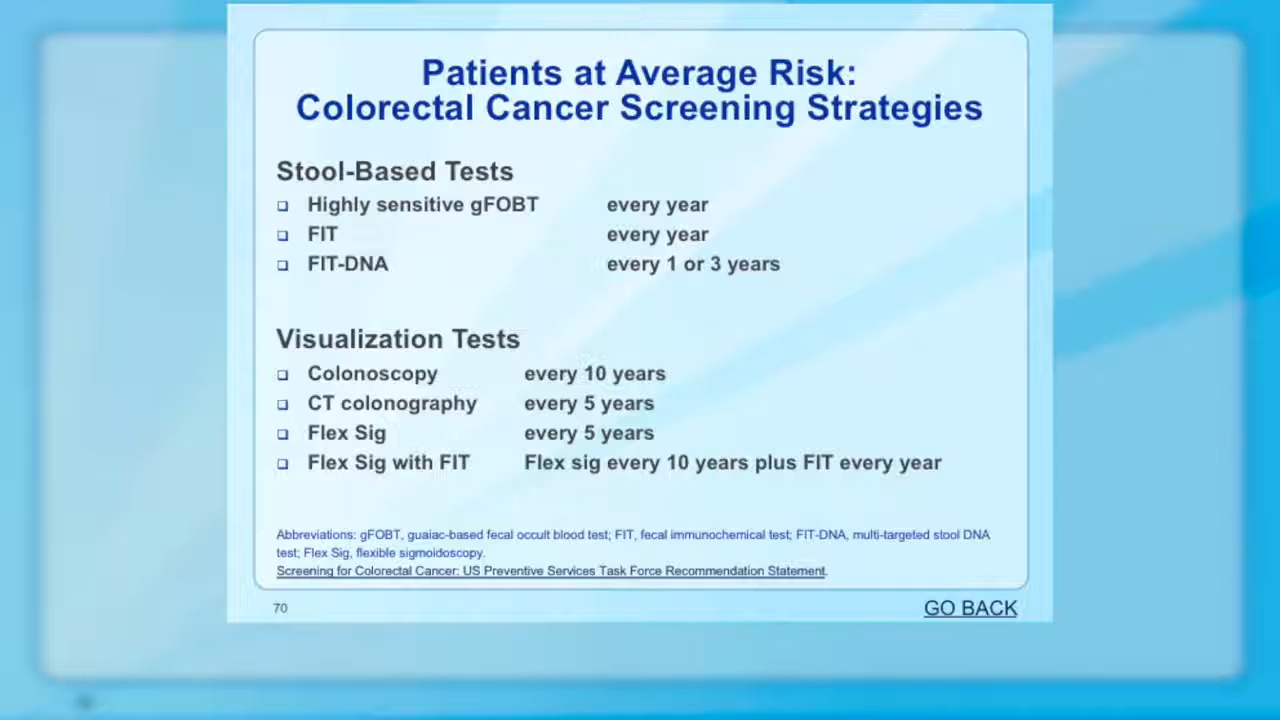 Patients at Average Risk:
Colorectal Cancer Screening Strategies
Stool-Based Tests
Highly sensitive gFOBT every year
FIT every year
FIT-DNA every 1 or 3 years
Visualization Tests
Colonoscopy every 10 years
CT colonography every 5 years
Flex Sig every 5 years
Flex Sig with FIT Flex sig every 10 years plus FIT every year
Abbreviations: gFOBT, guaiac-based fecal occult blood test; FIT, fecal immunochemical test; FIT-DNA, multi-targeted stool DNA
test; Flex Sig, flexible sigmoidoscopy.
Screening for Colorectal Cancer: US Preventive Services Task Force Recommendation Statement.
70 GO BACK